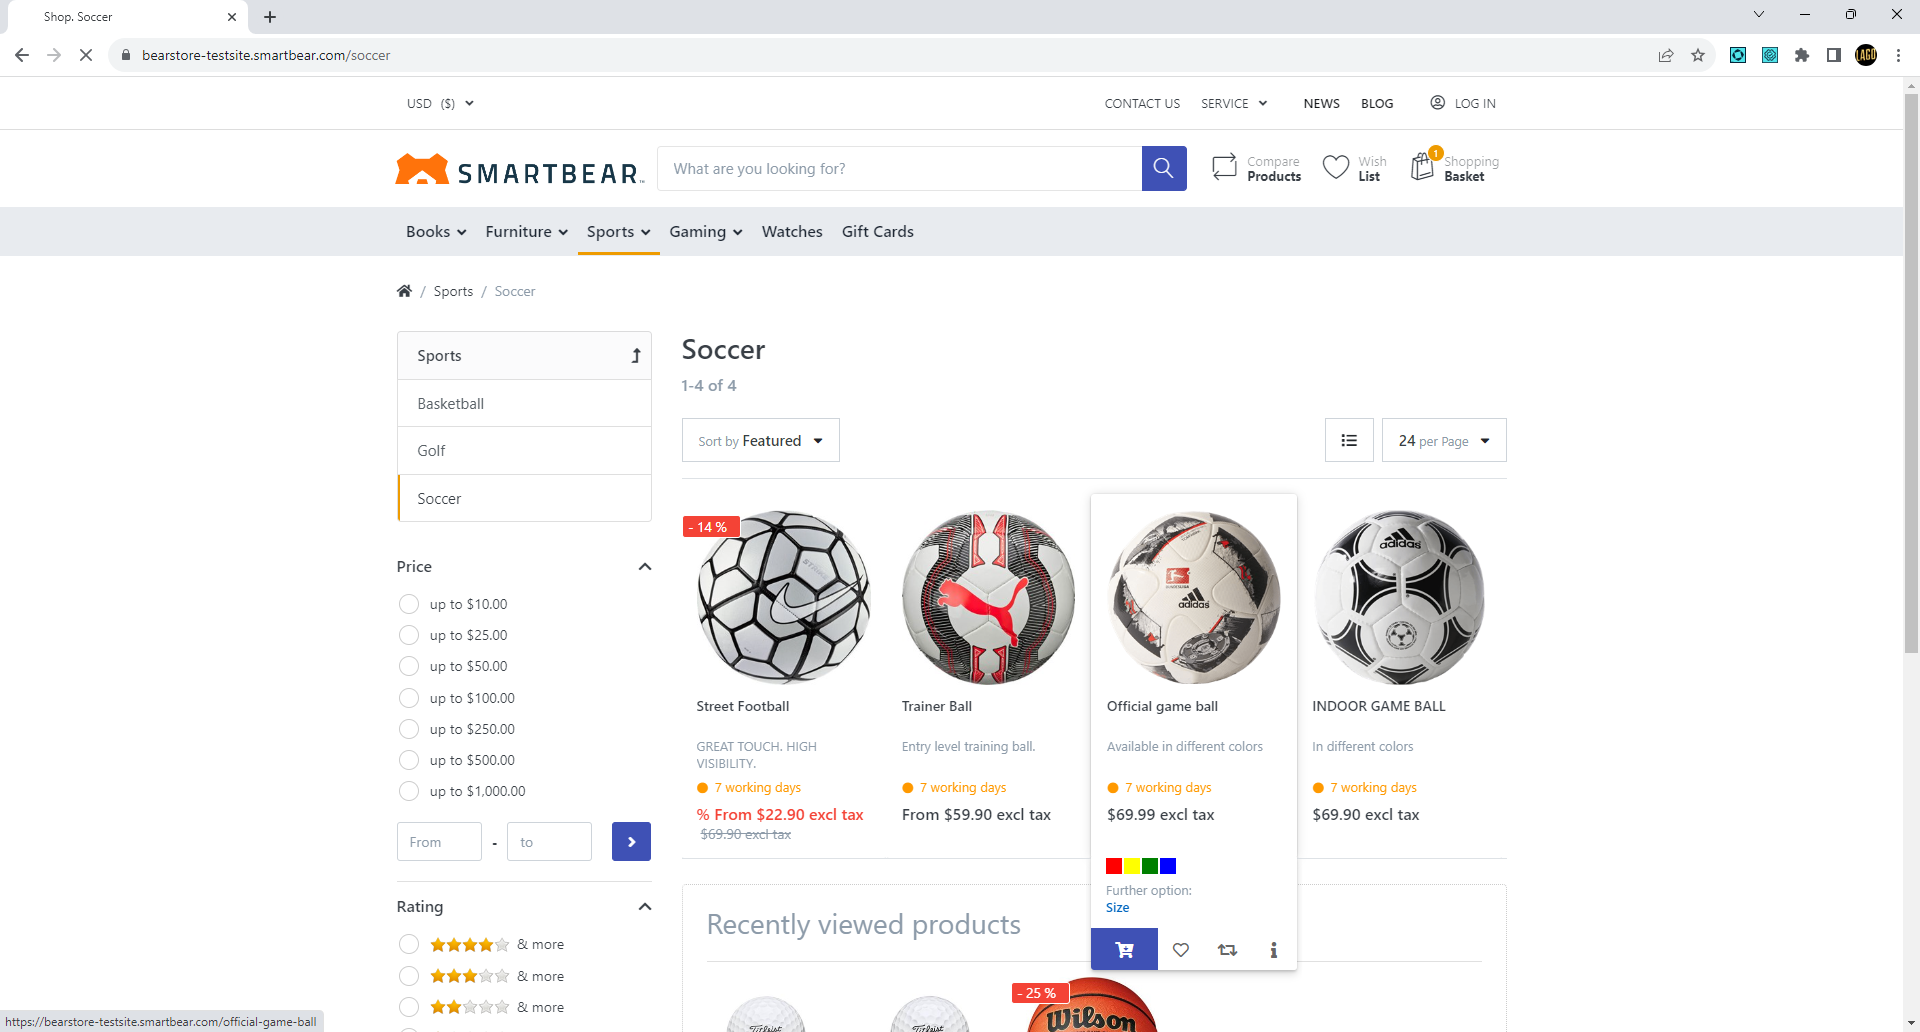 Shop. Soccer
bearstore-testsite.smartbear.com/soccer
LAGO
USD ($)
CONTACT US
SERVICE
NEWS
BLOG
LOG IN
SMARTBEAR
What are you looking for?
Compare
Products
Wish
List
1
Shopping
Basket
Books
Furniture
Sports
Gaming
Watches
Gift Cards
/ Sports / Soccer
Sports
Basketball
Golf
Soccer
Price
up to $10.00
up to $25.00
up to $50.00
up to $100.00
up to $250.00
up to $500.00
up to $1,000.00
From - to
Rating
& more
& more
& more
Soccer
1-4 of 4
Sort by Featured
24 per Page
- 14 %
STRIKE
Street Football
GREAT TOUCH. HIGH
VISIBILITY.
7 working days
% From $22.90 excl tax
$69.90 excl tax
Trainer Ball
Entry level training ball.
7 working days
From $59.90 excl tax
BUNDESLIGA
adidas
Official game ball
Available in different colors
7 working days
$69.99 excl tax
Further option:
Size
adidas
INDOOR GAME BALL
In different colors
7 working days
$69.90 excl tax
Recently viewed products
Titleist
Titleist
- 25 %
Wilson
https://bearstore-testsite.smartbear.com/official-game-ball